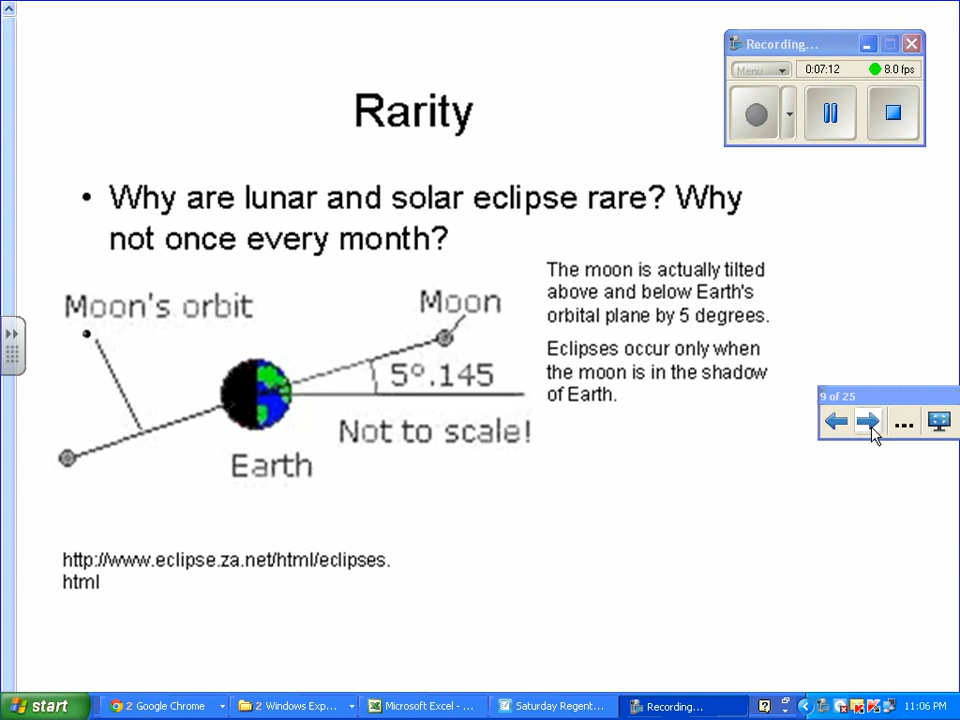 Recording...
Menu
0:07:12
8.0 fps
Rarity
• Why are lunar and solar eclipse rare? Why
not once every month?
The moon is actually tilted
above and below Earth's
orbital plane by 5 degrees.
Eclipses occur only when
the moon is in the shadow
of Earth.
Moon's orbit
Moon
5º.145
Not to scale!
Earth
9 of 25
...
http://www.eclipse.za.net/html/eclipses.
html
start
2 Google Chrome
2 Windows Exp...
Microsoft Excel - ...
Saturday Regent...
Recording...
11:06 PM